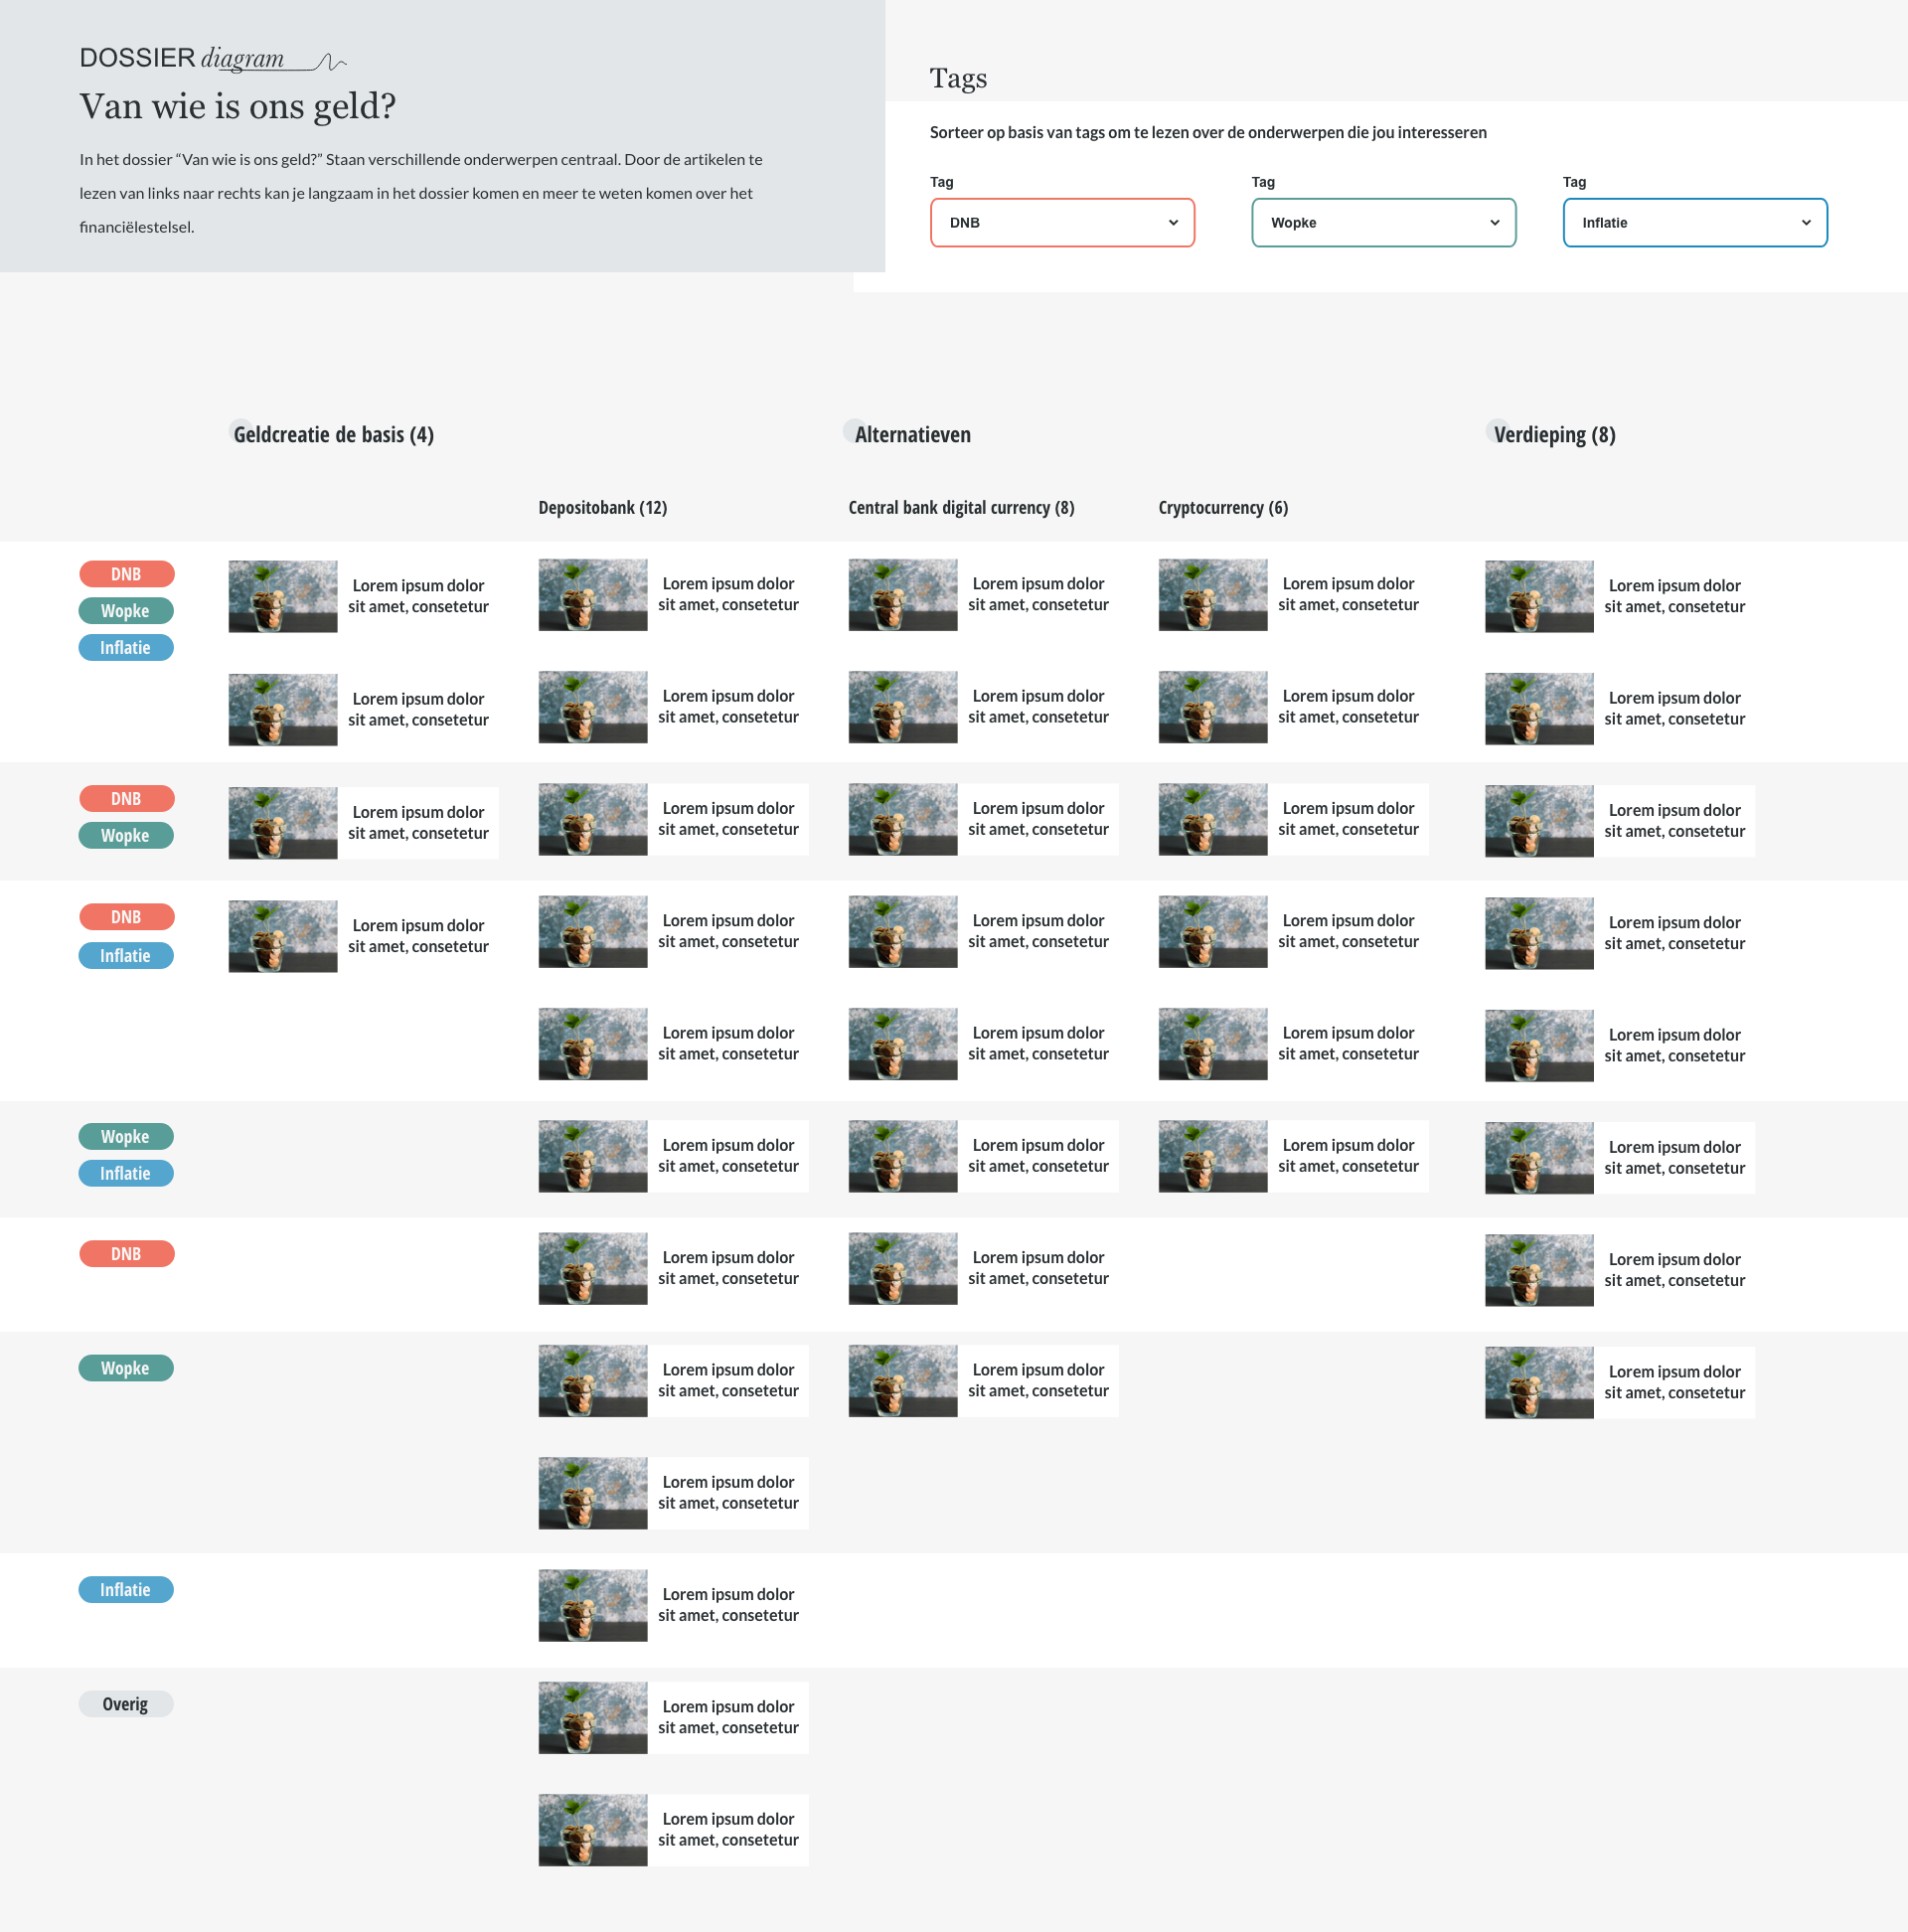 DOSSIER diagram
Van wie is ons geld?
In het dossier “Van wie is ons geld?” Staan verschillende onderwerpen centraal. Door de artikelen te
lezen van links naar rechts kan je langzaam in het dossier komen en meer te weten komen over het
financiëlestelsel.
Tags
Sorteer op basis van tags om te lezen over de onderwerpen die jou interesseren
Tag Tag Tag
DNB Wopke Inflatie
Geldcreatie de basis (4) Alternatieven Verdieping (8)
Depositobank (12) Central bank digital currency (8) Cryptocurrency (6)
DNB
Wopke
Inflatie
Lorem ipsum dolor Lorem ipsum dolor Lorem ipsum dolor Lorem ipsum dolor Lorem ipsum dolor
sit amet, consetetur sit amet, consetetur sit amet, consetetur sit amet, consetetur sit amet, consetetur
Lorem ipsum dolor Lorem ipsum dolor Lorem ipsum dolor Lorem ipsum dolor Lorem ipsum dolor
sit amet, consetetur sit amet, consetetur sit amet, consetetur sit amet, consetetur sit amet, consetetur
DNB
Wopke
Lorem ipsum dolor Lorem ipsum dolor Lorem ipsum dolor Lorem ipsum dolor Lorem ipsum dolor
sit amet, consetetur sit amet, consetetur sit amet, consetetur sit amet, consetetur sit amet, consetetur
DNB
Inflatie
Lorem ipsum dolor Lorem ipsum dolor Lorem ipsum dolor Lorem ipsum dolor Lorem ipsum dolor
sit amet, consetetur sit amet, consetetur sit amet, consetetur sit amet, consetetur sit amet, consetetur
Lorem ipsum dolor Lorem ipsum dolor Lorem ipsum dolor Lorem ipsum dolor
sit amet, consetetur sit amet, consetetur sit amet, consetetur sit amet, consetetur
Wopke
Inflatie
Lorem ipsum dolor Lorem ipsum dolor Lorem ipsum dolor Lorem ipsum dolor
sit amet, consetetur sit amet, consetetur sit amet, consetetur sit amet, consetetur
DNB
Lorem ipsum dolor Lorem ipsum dolor Lorem ipsum dolor
sit amet, consetetur sit amet, consetetur sit amet, consetetur
Wopke
Lorem ipsum dolor Lorem ipsum dolor Lorem ipsum dolor
sit amet, consetetur sit amet, consetetur sit amet, consetetur
Lorem ipsum dolor
sit amet, consetetur
Inflatie
Lorem ipsum dolor
sit amet, consetetur
Overig
Lorem ipsum dolor
sit amet, consetetur
Lorem ipsum dolor
sit amet, consetetur